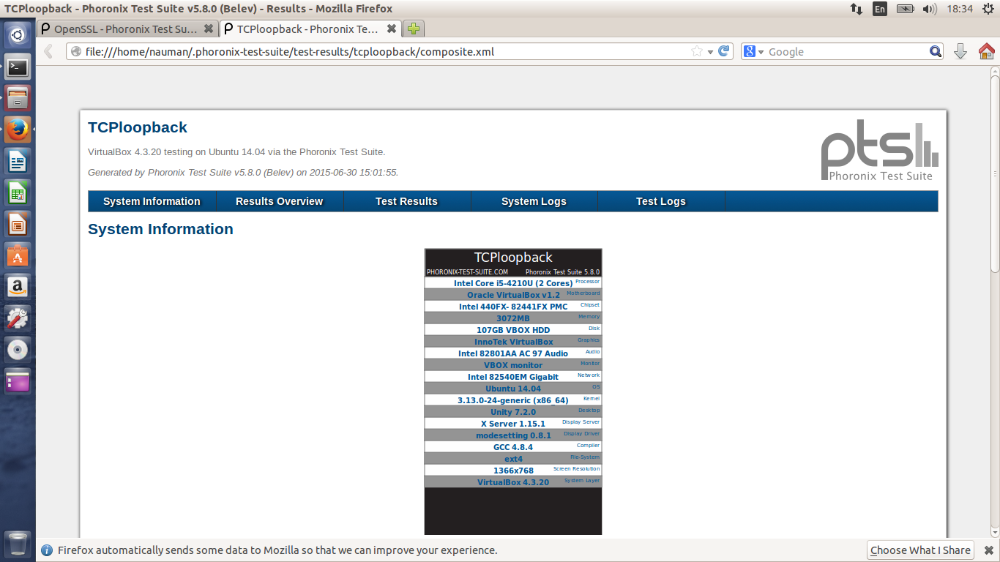 TCPloopback - Phoronix Test Suite v5.8.0 (Belev) - Results - Mozilla Firefox
En
18:34
OpenSSL - Phoronix Test Su...
TCPloopback - Phoronix Te...
file:///home/nauman/.phoronix-test-suite/test-results/tcploopback/composite.xml
Google
TCPloopback
VirtualBox 4.3.20 testing on Ubuntu 14.04 via the Phoronix Test Suite.
Generated by Phoronix Test Suite v5.8.0 (Belev) on 2015-06-30 15:01:55.
pts
Phoronix Test Suite
System Information Results Overview Test Results System Logs Test Logs
System Information
TCPloopback
PHORONIX-TEST-SUITE.COM Phoronix Test Suite 5.8.0
Intel Core i5-4210U (2 Cores) Processor
Oracle VirtualBox v1.2 Motherboard
Intel 440FX- 82441FX PMC Chipset
3072MB Memory
107GB VBOX HDD Disk
InnoTek VirtualBox Graphics
Intel 82801AA AC 97 Audio Audio
VBOX monitor Monitor
Intel 82540EM Gigabit Network
Ubuntu 14.04 OS
3.13.0-24-generic (x86_64) Kernel
Unity 7.2.0 Desktop
X Server 1.15.1 Display Server
modesetting 0.8.1 Display Driver
GCC 4.8.4 Compiler
ext4 File-System
1366x768 Screen Resolution
VirtualBox 4.3.20 System Layer
Firefox automatically sends some data to Mozilla so that we can improve your experience.
Choose What I Share